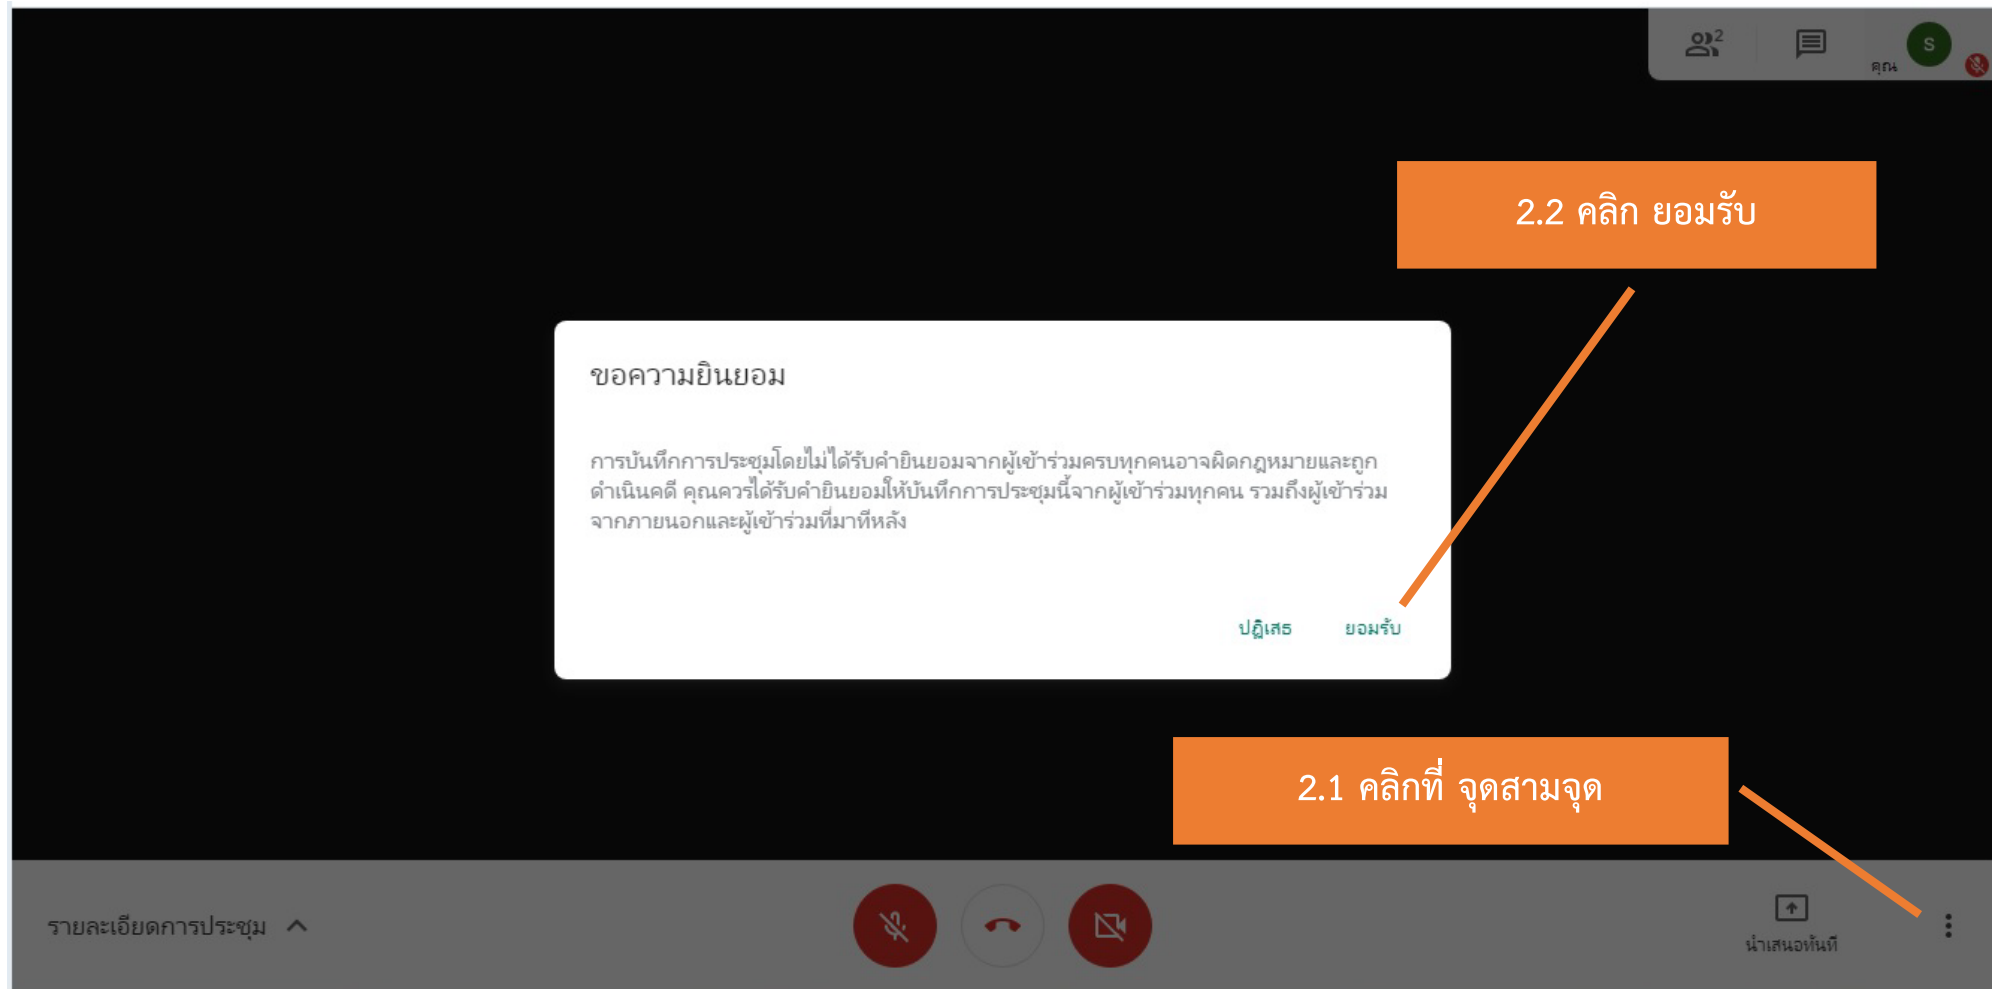 2
คุณ
S
2.2 คลิก ยอมรับ
ขอความยินยอม
การบันทึกการประชุมโดยไม่ได้รับคำยินยอมจากผู้เข้าร่วมครบทุกคนอาจผิดกฎหมายและถูก
ดำเนินคดี คุณควรได้รับคำยินยอมให้บันทึกการประชุมนี้จากผู้เข้าร่วมทุกคน รวมถึงผู้เข้าร่วม
จากภายนอกและผู้เข้าร่วมที่มาทีหลัง
ปฏิเสธ
ยอมรับ
2.1 คลิกที่ จุดสามจุด
รายละเอียดการประชุม
นำเสนอทันที